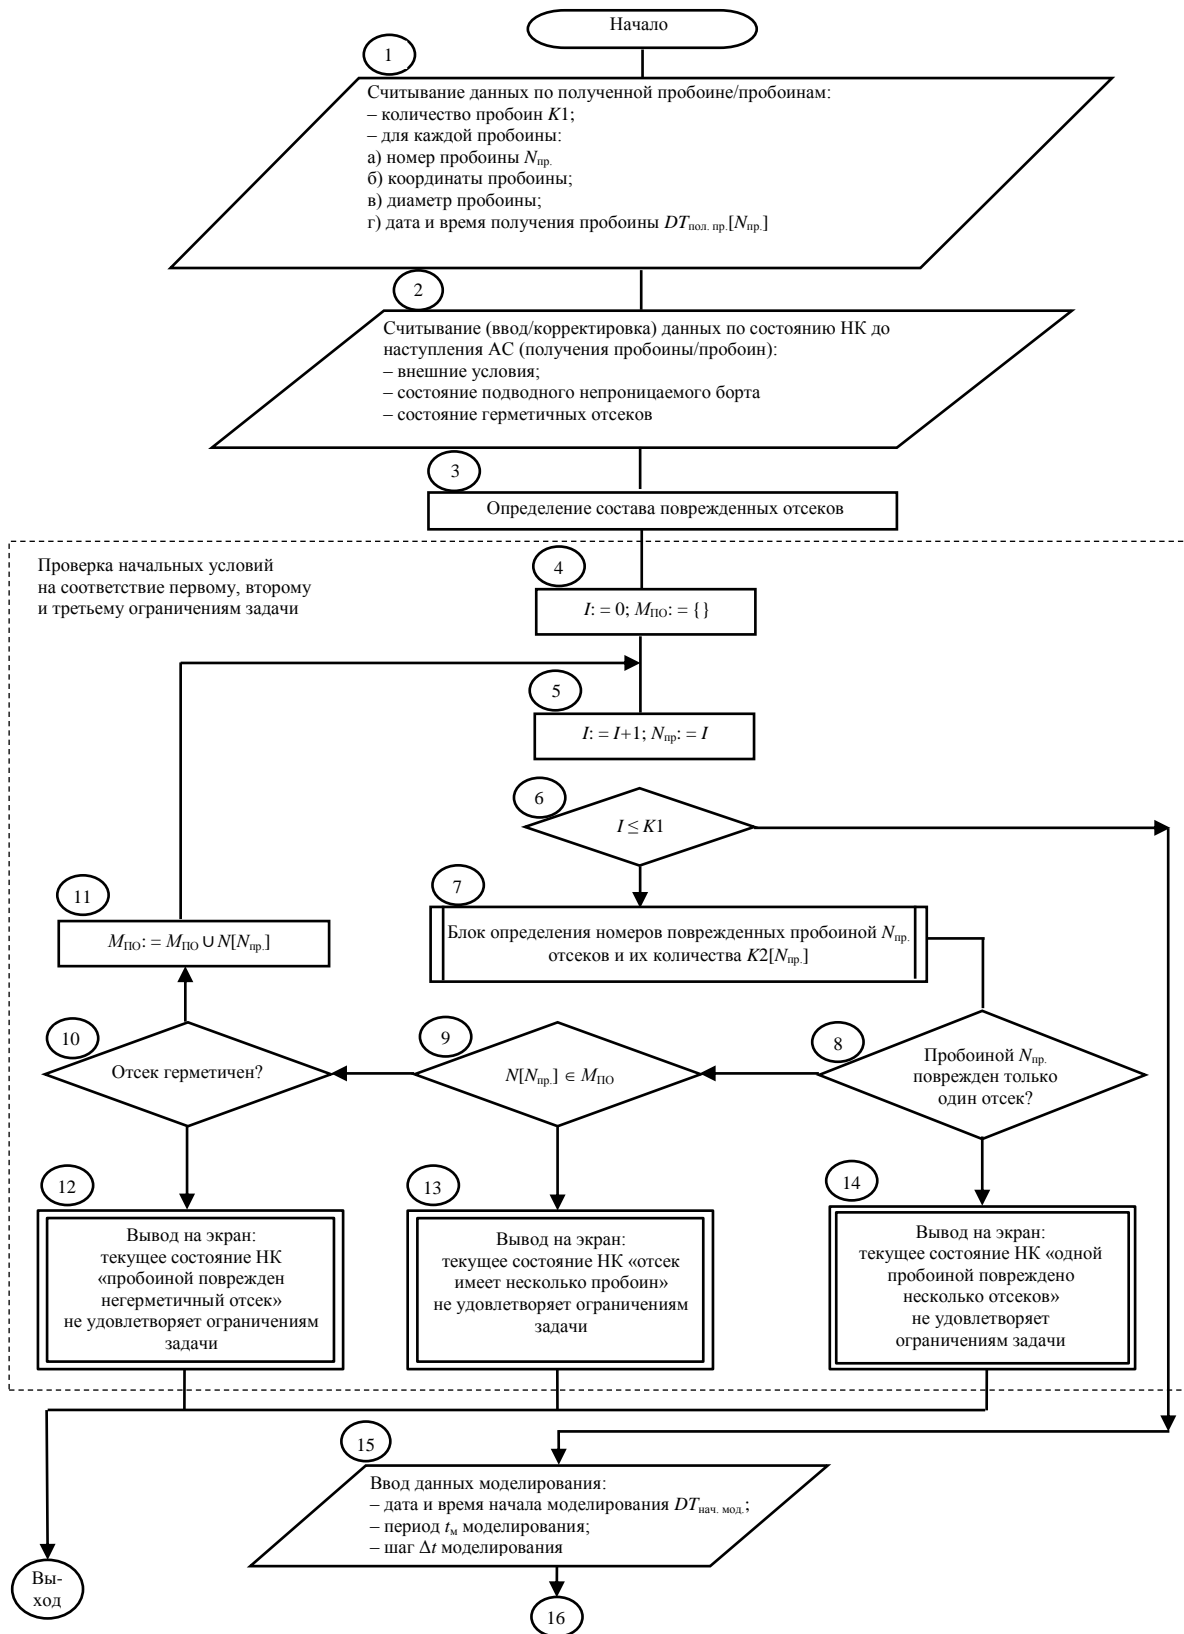 Начало
1
Считывание данных по полученной пробоине/пробоинам:
– количество пробоин K1;
– для каждой пробоины:
а) номер пробоины Nпр.
б) координаты пробоины;
в) диаметр пробоины;
г) дата и время получения пробоины DTпол. пр.[Nпр.]
2
Считывание (ввод/корректировка) данных по состоянию НК до
наступления АС (получения пробоины/пробоин):
– внешние условия;
– состояние подводного непроницаемого борта
– состояние герметичных отсеков
3
Определение состава поврежденных отсеков
Проверка начальных условий
на соответствие первому, второму
и третьему ограничениям задачи
4
I: = 0; MПО: = {}
5
I: = I+1; Nпр: = I
6
I ≤ K1
7
Блок определения номеров поврежденных пробоиной Nпр.
отсеков и их количества K2[Nпр.]
11
MПО: = MПО ∪ N[Nпр.]
10
Отсек герметичен?
9
N[Nпр.] ∈ MПО
8
Пробоиной Nпр.
поврежден только
один отсек?
12
Вывод на экран:
текущее состояние НК
«пробоиной поврежден
негерметичный отсек»
не удовлетворяет ограничениям
задачи
13
Вывод на экран:
текущее состояние НК «отсек
имеет несколько пробоин»
не удовлетворяет ограничениям
задачи
14
Вывод на экран:
текущее состояние НК «одной
пробоиной повреждено
несколько отсеков»
не удовлетворяет
ограничениям задачи
15
Ввод данных моделирования:
– дата и время начала моделирования DTнач. мод.;
– период tм моделирования;
– шаг Δt моделирования
Вы-
ход
16